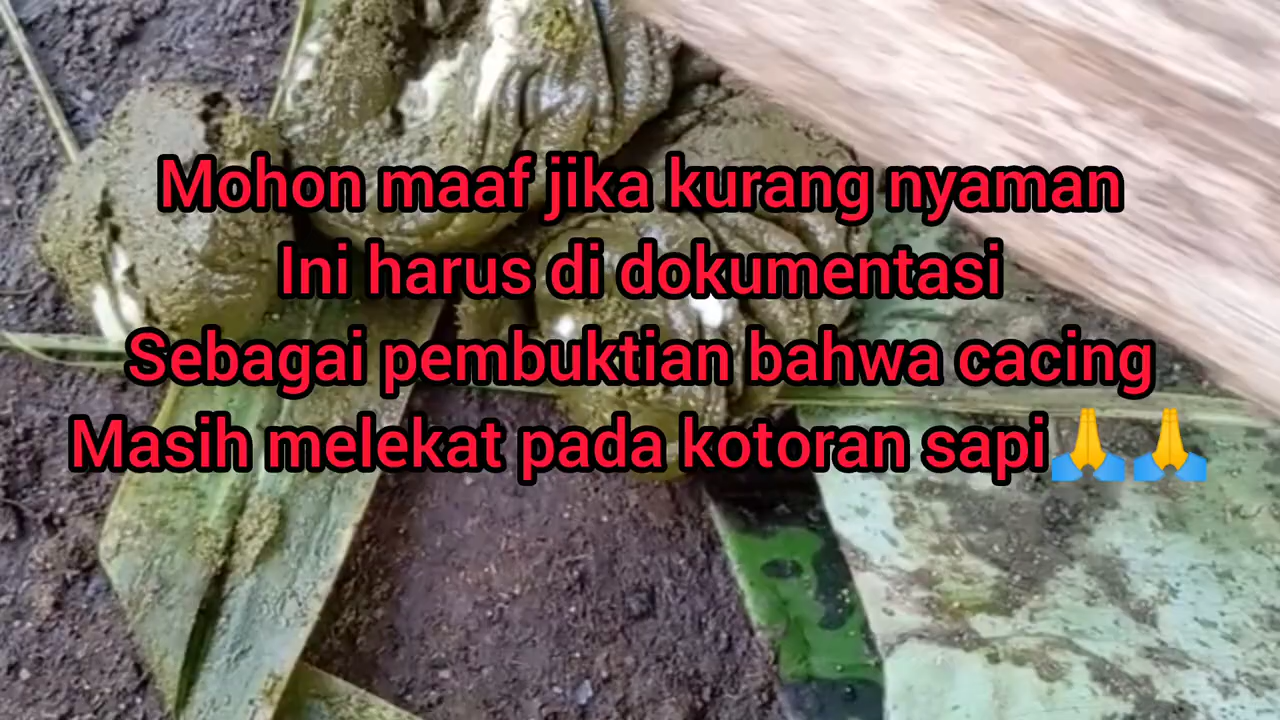 Mohon maaf jika kurang nyaman
Ini harus di dokumentasi
Sebagai pembuktian bahwa cacing
Masih melekat pada kotoran sapi🙏🙏